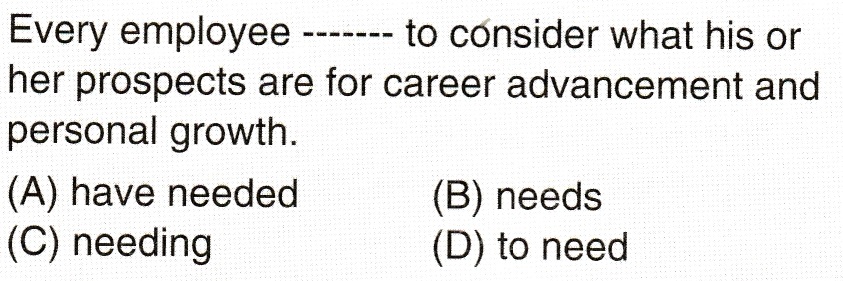 Every employee ------- to consider what his or
her prospects are for career advancement and
personal growth.
(A) have needed (B) needs
(C) needing (D) to need